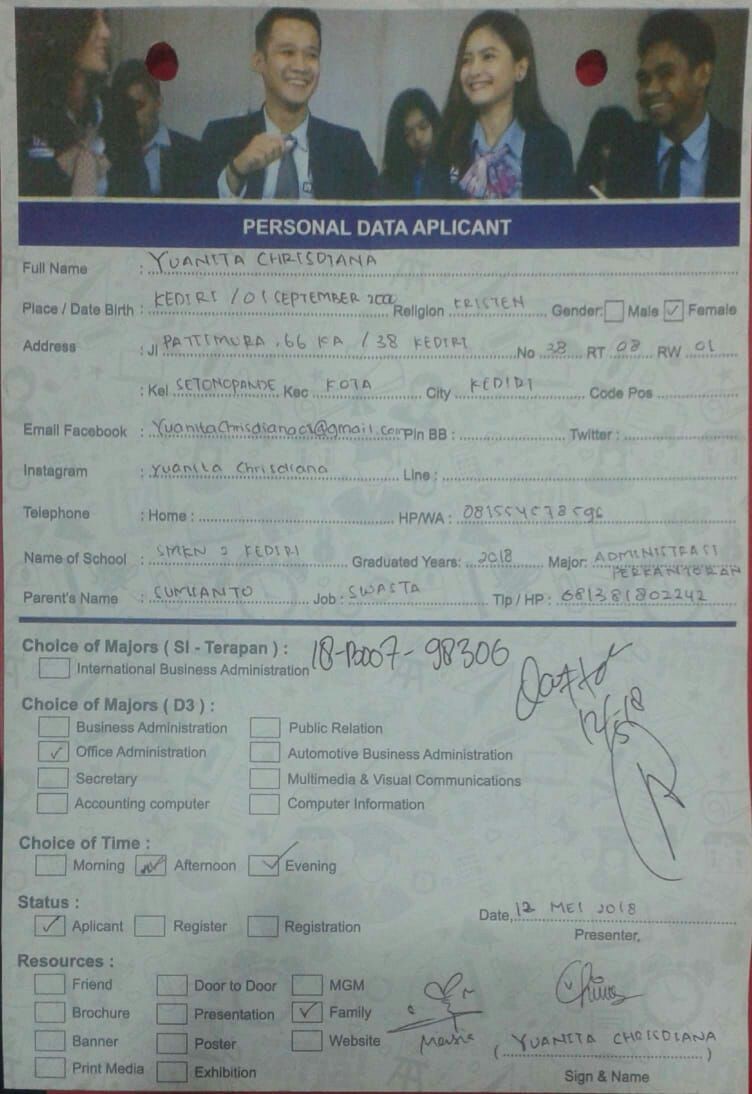 PERSONAL DATA APLICANT
Full Name : YUANITA CHRISDIANA
Place / Date Birth : KEDIRI / 01 SEPTEMBER 2000 Religion KRISTEN Gender: Male ✓ Female
Address : Jl PATTIMURA .66 KA / 38 KEDIRI No 38 RT 08 RW 01
: Kel SETONOPANDE Kec KOTA City KEDIRI Code Pos
Email Facebook : YuanitaChrisdiana01@gmail.com Pin BB : Twitter :
Instagram : Yuanita Chrisdiana Line :
Telephone : Home : HP/WA : 081554578596
Name of School : SMKN 2 KEDIRI Graduated Years: 2018 Major: ADMINISTRASI
PERKANTORAN
Parent's Name : SUMIANTO Job : SWASTA Tlp / HP : 681381802242
Choice of Majors ( SI - Terapan ) : 18-B007-98306
International Business Administration
Daftar
12/5-18
Choice of Majors ( D3 ) :
Business Administration Public Relation
✓ Office Administration Automotive Business Administration
Secretary Multimedia & Visual Communications
Accounting computer Computer Information
Choice of Time :
Morning Afternoon ✓ Evening
Status :
✓ Aplicant Register Registration
Date, 12 MEI 2018
Presenter,
Resources :
Friend Door to Door MGM
Brochure Presentation ✓ Family
Banner Poster Website
Print Media Exhibition
( YUANITA CHRISDIANA )
Sign & Name